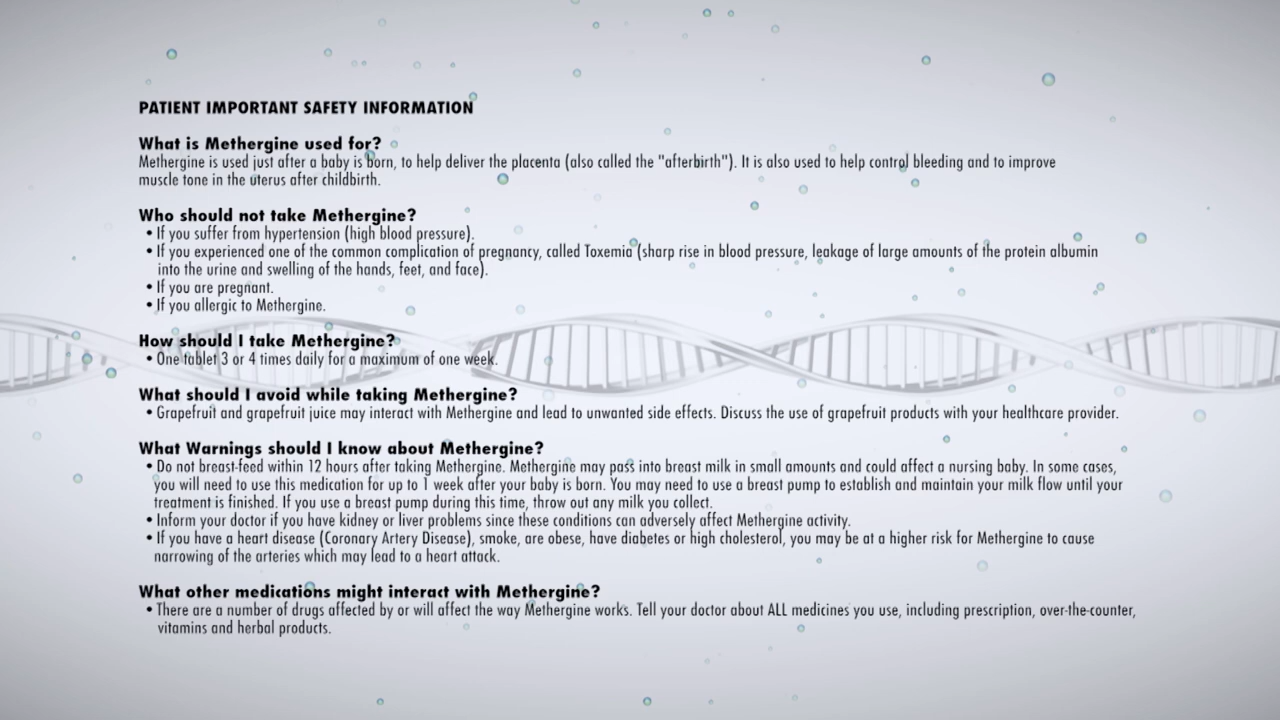 PATIENT IMPORTANT SAFETY INFORMATION
What is Methergine used for?
Methergine is used just after a baby is born, to help deliver the placenta (also called the "afterbirth"). It is also used to help control bleeding and to improve
muscle tone in the uterus after childbirth.
Who should not take Methergine?
• If you suffer from hypertension (high blood pressure).
• If you experienced one of the common complication of pregnancy, called Toxemia (sharp rise in blood pressure, leakage of large amounts of the protein albumin
into the urine and swelling of the hands, feet, and face).
• If you are pregnant.
• If you allergic to Methergine.
How should I take Methergine?
• One tablet 3 or 4 times daily for a maximum of one week.
What should I avoid while taking Methergine?
• Grapefruit and grapefruit juice may interact with Methergine and lead to unwanted side effects. Discuss the use of grapefruit products with your healthcare provider.
What Warnings should I know about Methergine?
• Do not breast-feed within 12 hours after taking Methergine. Methergine may pass into breast milk in small amounts and could affect a nursing baby. In some cases,
you will need to use this medication for up to 1 week after your baby is born. You may need to use a breast pump to establish and maintain your milk flow until your
treatment is finished. If you use a breast pump during this time, throw out any milk you collect.
• Inform your doctor if you have kidney or liver problems since these conditions can adversely affect Methergine activity.
• If you have a heart disease (Coronary Artery Disease), smoke, are obese, have diabetes or high cholesterol, you may be at a higher risk for Methergine to cause
narrowing of the arteries which may lead to a heart attack.
What other medications might interact with Methergine?
• There are a number of drugs affected by or will affect the way Methergine works. Tell your doctor about ALL medicines you use, including prescription, over-the-counter,
vitamins and herbal products.